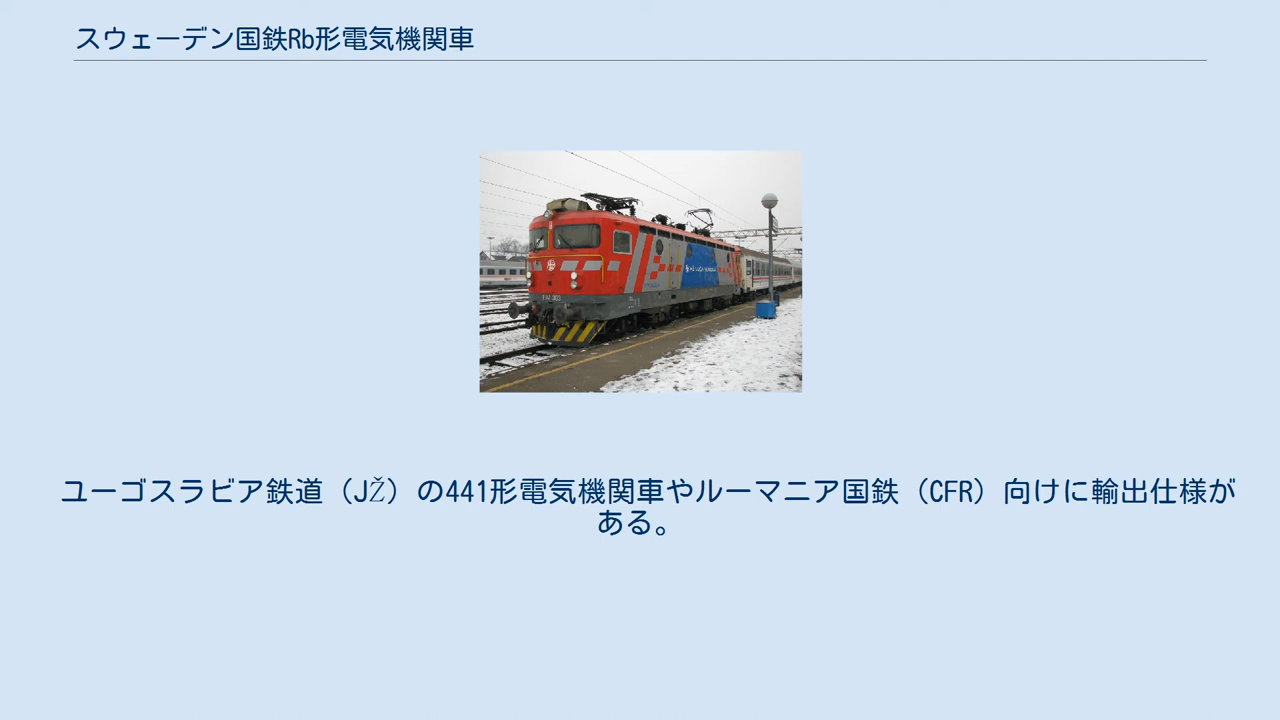 スウェーデン国鉄Rb形電気機関車
ユーゴスラビア鉄道（JŽ）の441形電気機関車やルーマニア国鉄（CFR）向けに輸出仕様が
ある。